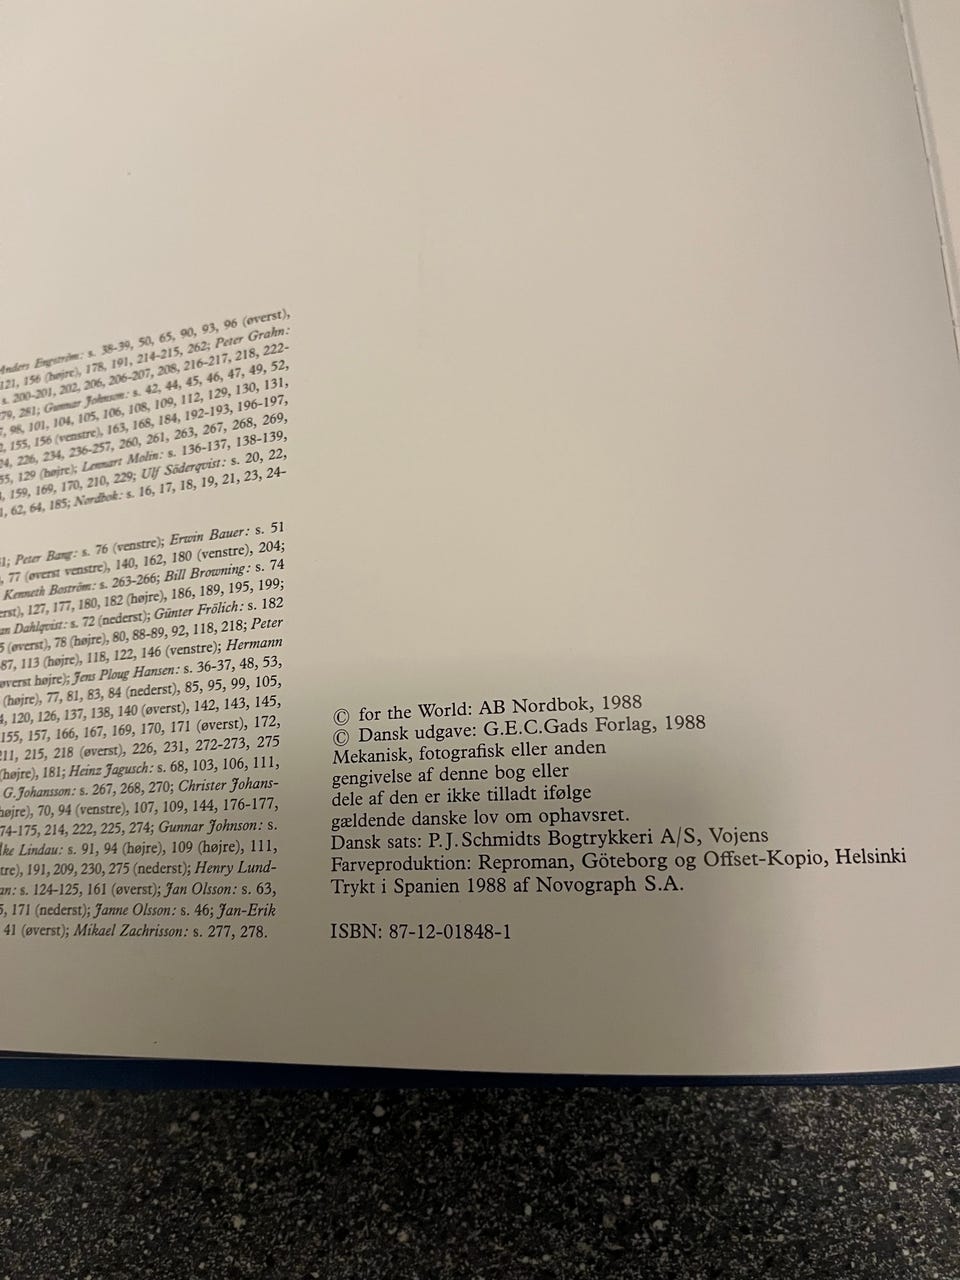 Anders Engström: s. 38-39, 50, 65, 90, 93, 96 (øverst),
121, 156 (højre), 178, 191, 214-215, 262; Peter Grahn:
s. 200-201, 202, 206, 206-207, 208, 216-217, 218, 222-
79, 281; Gunnar Johnson: s. 42, 44, 45, 46, 47, 49, 52,
98, 101, 104, 105, 106, 108, 109, 112, 129, 130, 131,
155, 156 (venstre), 163, 168, 184, 192-193, 196-197,
24, 226, 234, 236-257, 260, 261, 263, 267, 268, 269,
55, 129 (højre); Lennart Molin: s. 136-137, 138-139,
159, 169, 170, 210, 229; Ulf Söderqvist: s. 20, 22,
62, 64, 185; Nordbok: s. 16, 17, 18, 19, 21, 23, 24-
Peter Bang: s. 76 (venstre); Erwin Bauer: s. 51
77 (øverst venstre), 140, 162, 180 (venstre), 204;
Kenneth Boström: s. 263-266; Bill Browning: s. 74
erst), 127, 177, 180, 182 (højre), 186, 189, 195, 199;
an Dahlqvist: s. 72 (nederst); Günter Frölich: s. 182
(øverst), 78 (højre), 80, 88-89, 92, 118, 218; Peter
87, 113 (højre), 118, 122, 146 (venstre); Hermann
øverst højre); Jens Ploug Hansen: s. 36-37, 48, 53,
(højre), 77, 81, 83, 84 (nederst), 85, 95, 99, 105,
120, 126, 137, 138, 140 (øverst), 142, 143, 145,
155, 157, 166, 167, 169, 170, 171 (øverst), 172,
211, 215, 218 (øverst), 226, 231, 272-273, 275
(højre), 181; Heinz Jagusch: s. 68, 103, 106, 111,
G. Johansson: s. 267, 268, 270; Christer Johans-
højre), 70, 94 (venstre), 107, 109, 144, 176-177,
74-175, 214, 222, 225, 274; Gunnar Johnson: s.
lke Lindau: s. 91, 94 (højre), 109 (højre), 111,
tre), 191, 209, 230, 275 (nederst); Henry Lund-
an: s. 124-125, 161 (øverst); Jan Olsson: s. 63,
171 (nederst); Janne Olsson: s. 46; Jan-Erik
41 (øverst); Mikael Zachrisson: s. 277, 278.
© for the World: AB Nordbok, 1988
© Dansk udgave: G.E.C.Gads Forlag, 1988
Mekanisk, fotografisk eller anden
gengivelse af denne bog eller
dele af den er ikke tilladt ifølge
gældende danske lov om ophavsret.
Dansk sats: P.J.Schmidts Bogtrykkeri A/S, Vojens
Farveproduktion: Reproman, Göteborg og Offset-Kopio, Helsinki
Trykt i Spanien 1988 af Novograph S.A.
ISBN: 87-12-01848-1